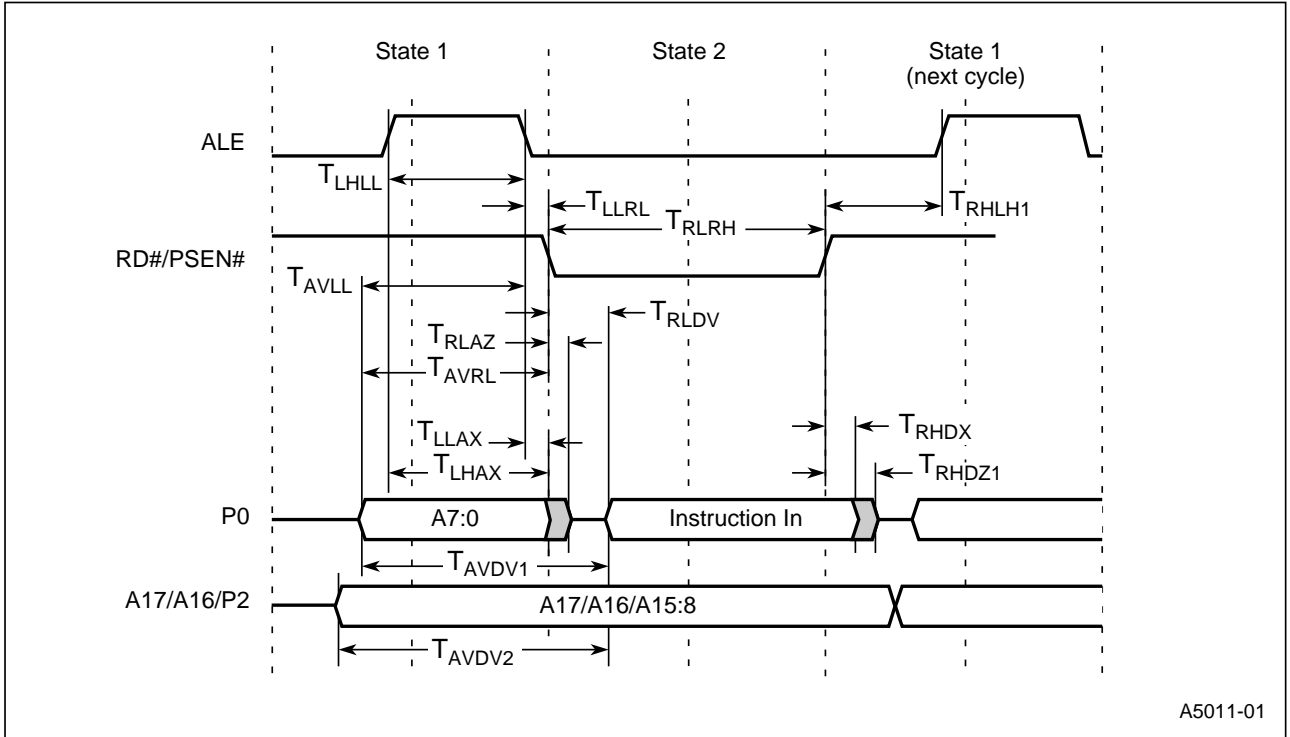 State 1
State 2
State 1
(next cycle)
ALE
TLHLL
TLLRL
TRLRH
TRHLH1
RD#/PSEN#
TAVLL
TRLDV
TRLAZ
TAVRL
TLLAX
TRHDX
TLHAX
TRHDZ1
P0
A7:0
Instruction In
TAVDV1
A17/A16/P2
A17/A16/A15:8
TAVDV2
A5011-01